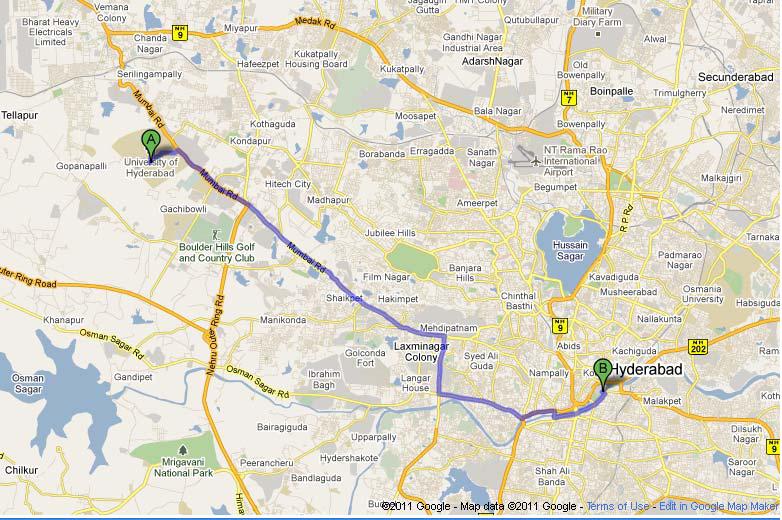 Vemana
Colony
Bharat Heavy
Electricals
Limited
Chanda
Nagar
NH
9
Miyapur
Hafeezpet
Medak Rd
Kukatpally
Housing Board
Jagadgiri
Gutta
Kukatpally
Qutubullapur
Gandhi Nagar
Industrial Area
AdarshNagar
Military
Diary Farm
Alwal
Old
Bowenpally
Secunderabad
Boinpalle
Trimulgherry
NH
7
Neredimet
Serilingampally
Mumbai Rd
Tellapur
Kothaguda
Kondapur
Moosapet
Bala Nagar
New
Bowenpally
A
University of
Hyderabad
Gopanapalli
Borabanda
Erragadda
Sanath
Nagar
NT Rama Rao
International
Airport
Begumpet
Malkajgiri
Mumbai Rd
Hitech City
Madhapur
Ameerpet
R P Rd
Gachibowli
Jubilee Hills
Hussain
Sagar
Tarnaka
Boulder Hills Golf
and Country Club
Mumbai Rd
Padmarao
Nagar
Outer Ring Road
Film Nagar
Banjara
Hills
Kavadiguda
Osmania
University
Shaikpet
Hakimpet
Chinthal
Basthi
Musheerabad
Habsiguda
Khanapur
Nehru Outer Ring Rd
Manikonda
Mehdipatnam
NH
9
Nallakunta
Osman Sagar Rd
Golconda
Fort
Laxminagar
Colony
Syed Ali
Guda
Abids
Kachiguda
NH
202
Osman
Sagar
Gandipet
Ibrahim
Bagh
Langar
House
Nampally
B
Hyderabad
Osman Sagar Rd
Malakpet
Bairagiguda
Upparpally
Dilsukh
Nagar
NH
9
Mrigavani
National Park
Peerancheru
Hydershakote
Bandlaguda
Shah Ali
Banda
Saroor
Nagar
Chilkur
©2011 Google - Map data ©2011 Google - Terms of Use - Edit in Google Map Maker